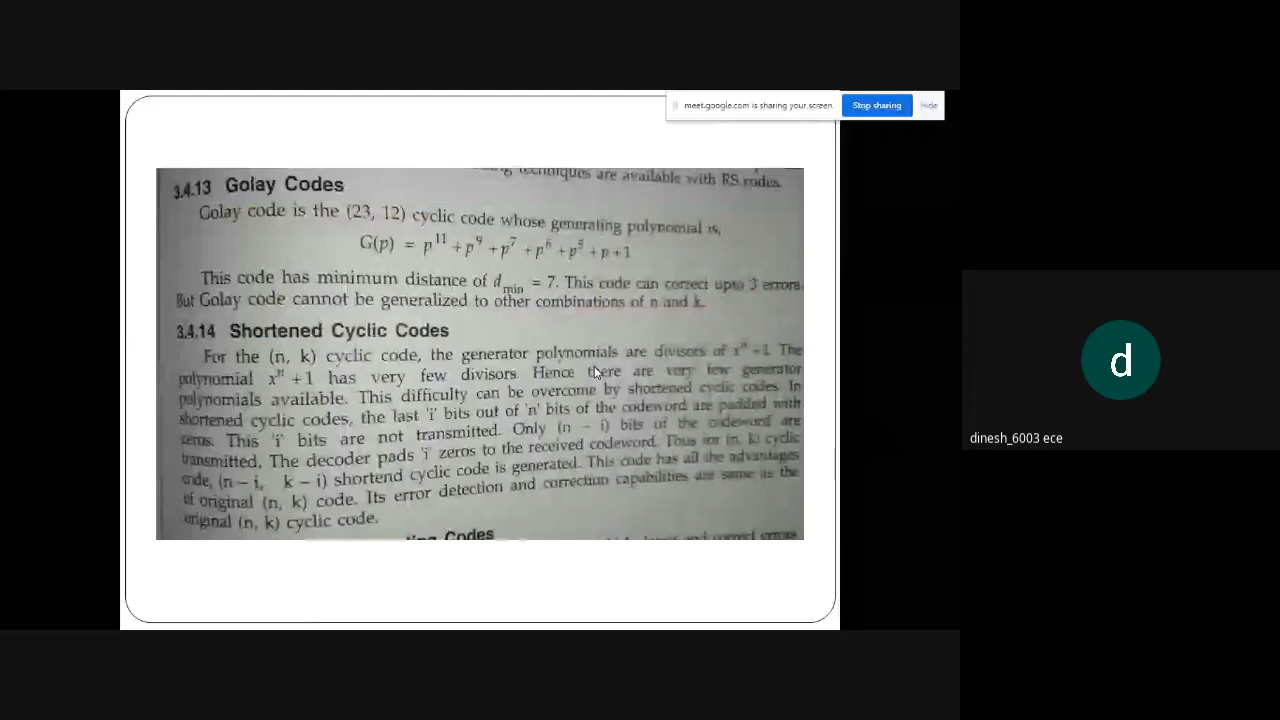 meet.google.com is sharing your screen. Stop sharing Hide
techniques are available with RS codes.
3.4.13 Golay Codes
Golay code is the (23, 12) cyclic code whose generating polynomial is,
G(p) = p¹¹ + p⁹ + p⁷ + p⁶ + p⁵ + p + 1
This code has minimum distance of d_min = 7. This code can correct upto 3 errors.
But Golay code cannot be generalized to other combinations of n and k.
3.4.14 Shortened Cyclic Codes
For the (n, k) cyclic code, the generator polynomials are divisors of xⁿ - 1. The
polynomial xⁿ + 1 has very few divisors. Hence there are very few generator
polynomials available. This difficulty can be overcome by shortened cyclic codes. In
shortened cyclic codes, the last 'i' bits out of 'n' bits of the codeword are padded with
zeros. This 'i' bits are not transmitted. Only (n - i) bits of the codeword are
transmitted. The decoder pads 'i' zeros to the received codeword. Thus for (n, k) cyclic
code, (n - i, k - i) shortend cyclic code is generated. This code has all the advantages
of original (n, k) code. Its error detection and correction capabilities are same as the
original (n, k) cyclic code.
Codes
and correct errors
d
dinesh_6003 ece